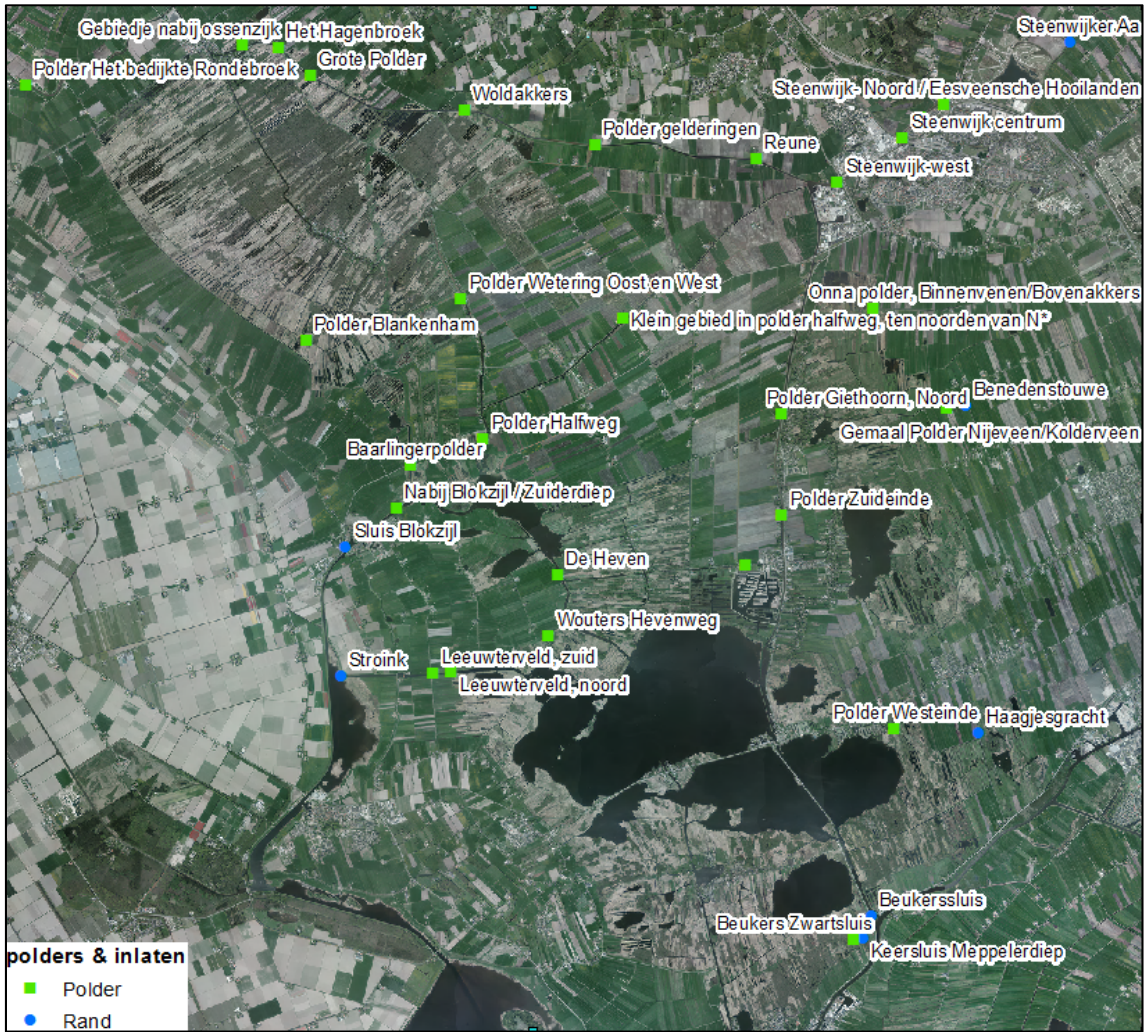 Gebiedje nabij ossenzijk
Het Hagenbroek
Steenwijker Aa
Grote Polder
Polder Het bedijkte Rondebroek
Woldakkers
Steenwijk- Noord / Eesveensche Hooilanden
Steenwijk centrum
Polder gelderingen
Reune
Steenwijk-west
Polder Wetering Oost en West
Onna polder, Binnenvenen/Bovenakkers
Klein gebied in polder halfweg, ten noorden van N*
Polder Blankenham
Benedenstouwe
Polder Giethoorn, Noord
Polder Halfweg
Gemaal Polder Nijeveen/Kolderveen
Baarlingerpolder
Nabij Blokzijl / Zuiderdiep
Polder Zuideinde
Sluis Blokzijl
De Heven
Wouters Hevenweg
Stroink
Leeuwterveld, zuid
Leeuwterveld, noord
Polder Westeinde
Haagjesgracht
Beukerssluis
Beukers Zwartsluis
Keersluis Meppelerdiep
polders & inlaten
Polder
Rand